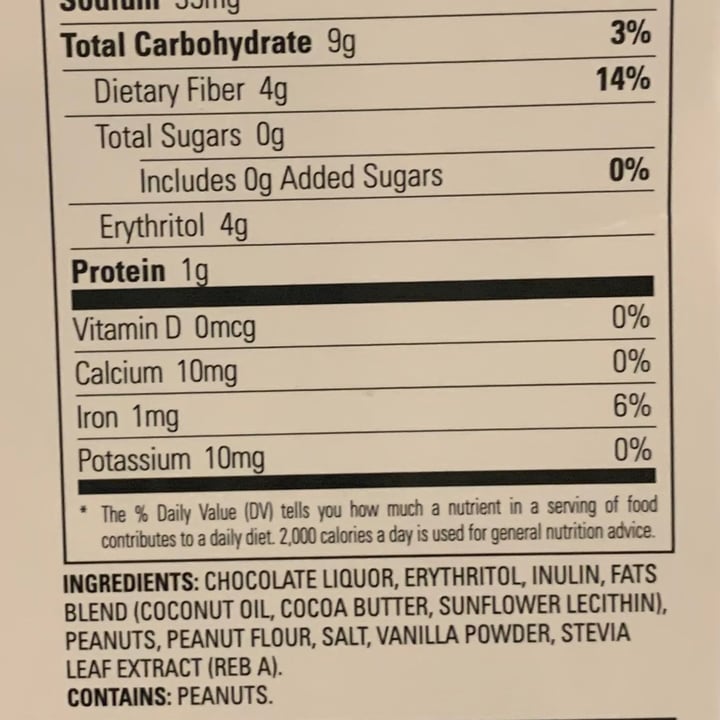 Sodium 35mg
Total Carbohydrate 9g 3%
Dietary Fiber 4g 14%
Total Sugars 0g
Includes 0g Added Sugars 0%
Erythritol 4g
Protein 1g
Vitamin D 0mcg 0%
Calcium 10mg 0%
Iron 1mg 6%
Potassium 10mg 0%
* The % Daily Value (DV) tells you how much a nutrient in a serving of food
contributes to a daily diet. 2,000 calories a day is used for general nutrition advice.
INGREDIENTS: CHOCOLATE LIQUOR, ERYTHRITOL, INULIN, FATS
BLEND (COCONUT OIL, COCOA BUTTER, SUNFLOWER LECITHIN),
PEANUTS, PEANUT FLOUR, SALT, VANILLA POWDER, STEVIA
LEAF EXTRACT (REB A).
CONTAINS: PEANUTS.